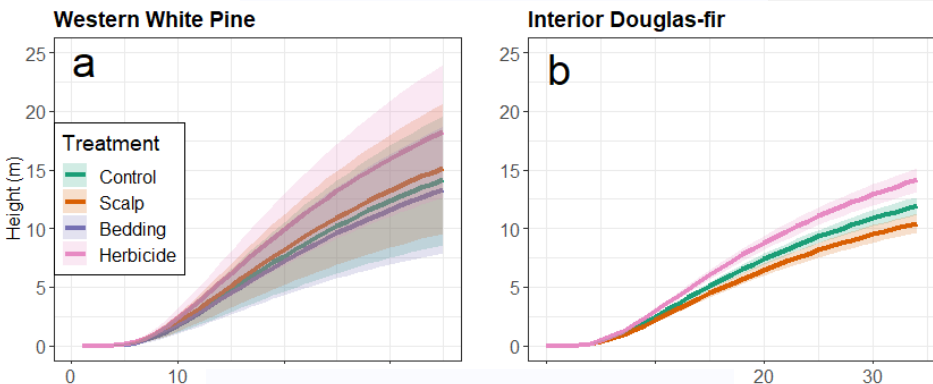 Western White Pine
Interior Douglas-fir
a
b
25
20
15
10
5
0
Height (m)
Treatment
Control
Scalp
Bedding
Herbicide
25
20
15
10
5
0
0 10
20 30